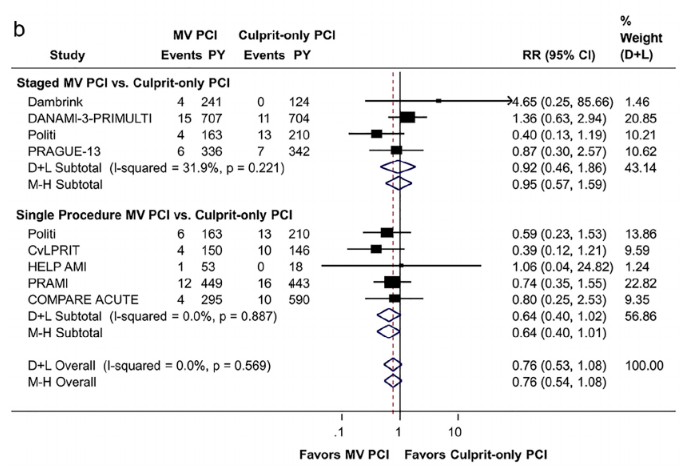 b
MV PCI Culprit-only PCI % Weight
Study Events PY Events PY RR (95% CI) (D+L)
Staged MV PCI vs. Culprit-only PCI
Dambrink 4 241 0 124 4.65 (0.25, 85.66) 1.46
DANAMI-3-PRIMULTI 15 707 11 704 1.36 (0.63, 2.94) 20.85
Politi 4 163 13 210 0.40 (0.13, 1.19) 10.21
PRAGUE-13 6 336 7 342 0.87 (0.30, 2.57) 10.62
D+L Subtotal (I-squared = 31.9%, p = 0.221) 0.92 (0.46, 1.86) 43.14
M-H Subtotal 0.95 (0.57, 1.59)
Single Procedure MV PCI vs. Culprit-only PCI
Politi 6 163 13 210 0.59 (0.23, 1.53) 13.86
CvLPRIT 4 150 10 146 0.39 (0.12, 1.21) 9.59
HELP AMI 1 53 0 18 1.06 (0.04, 24.82) 1.24
PRAMI 12 449 16 443 0.74 (0.35, 1.55) 22.82
COMPARE ACUTE 4 295 10 590 0.80 (0.25, 2.53) 9.35
D+L Subtotal (I-squared = 0.0%, p = 0.887) 0.64 (0.40, 1.02) 56.86
M-H Subtotal 0.64 (0.40, 1.01)
D+L Overall (I-squared = 0.0%, p = 0.569) 0.76 (0.53, 1.08) 100.00
M-H Overall 0.76 (0.54, 1.08)
.1 1 10
Favors MV PCI Favors Culprit-only PCI